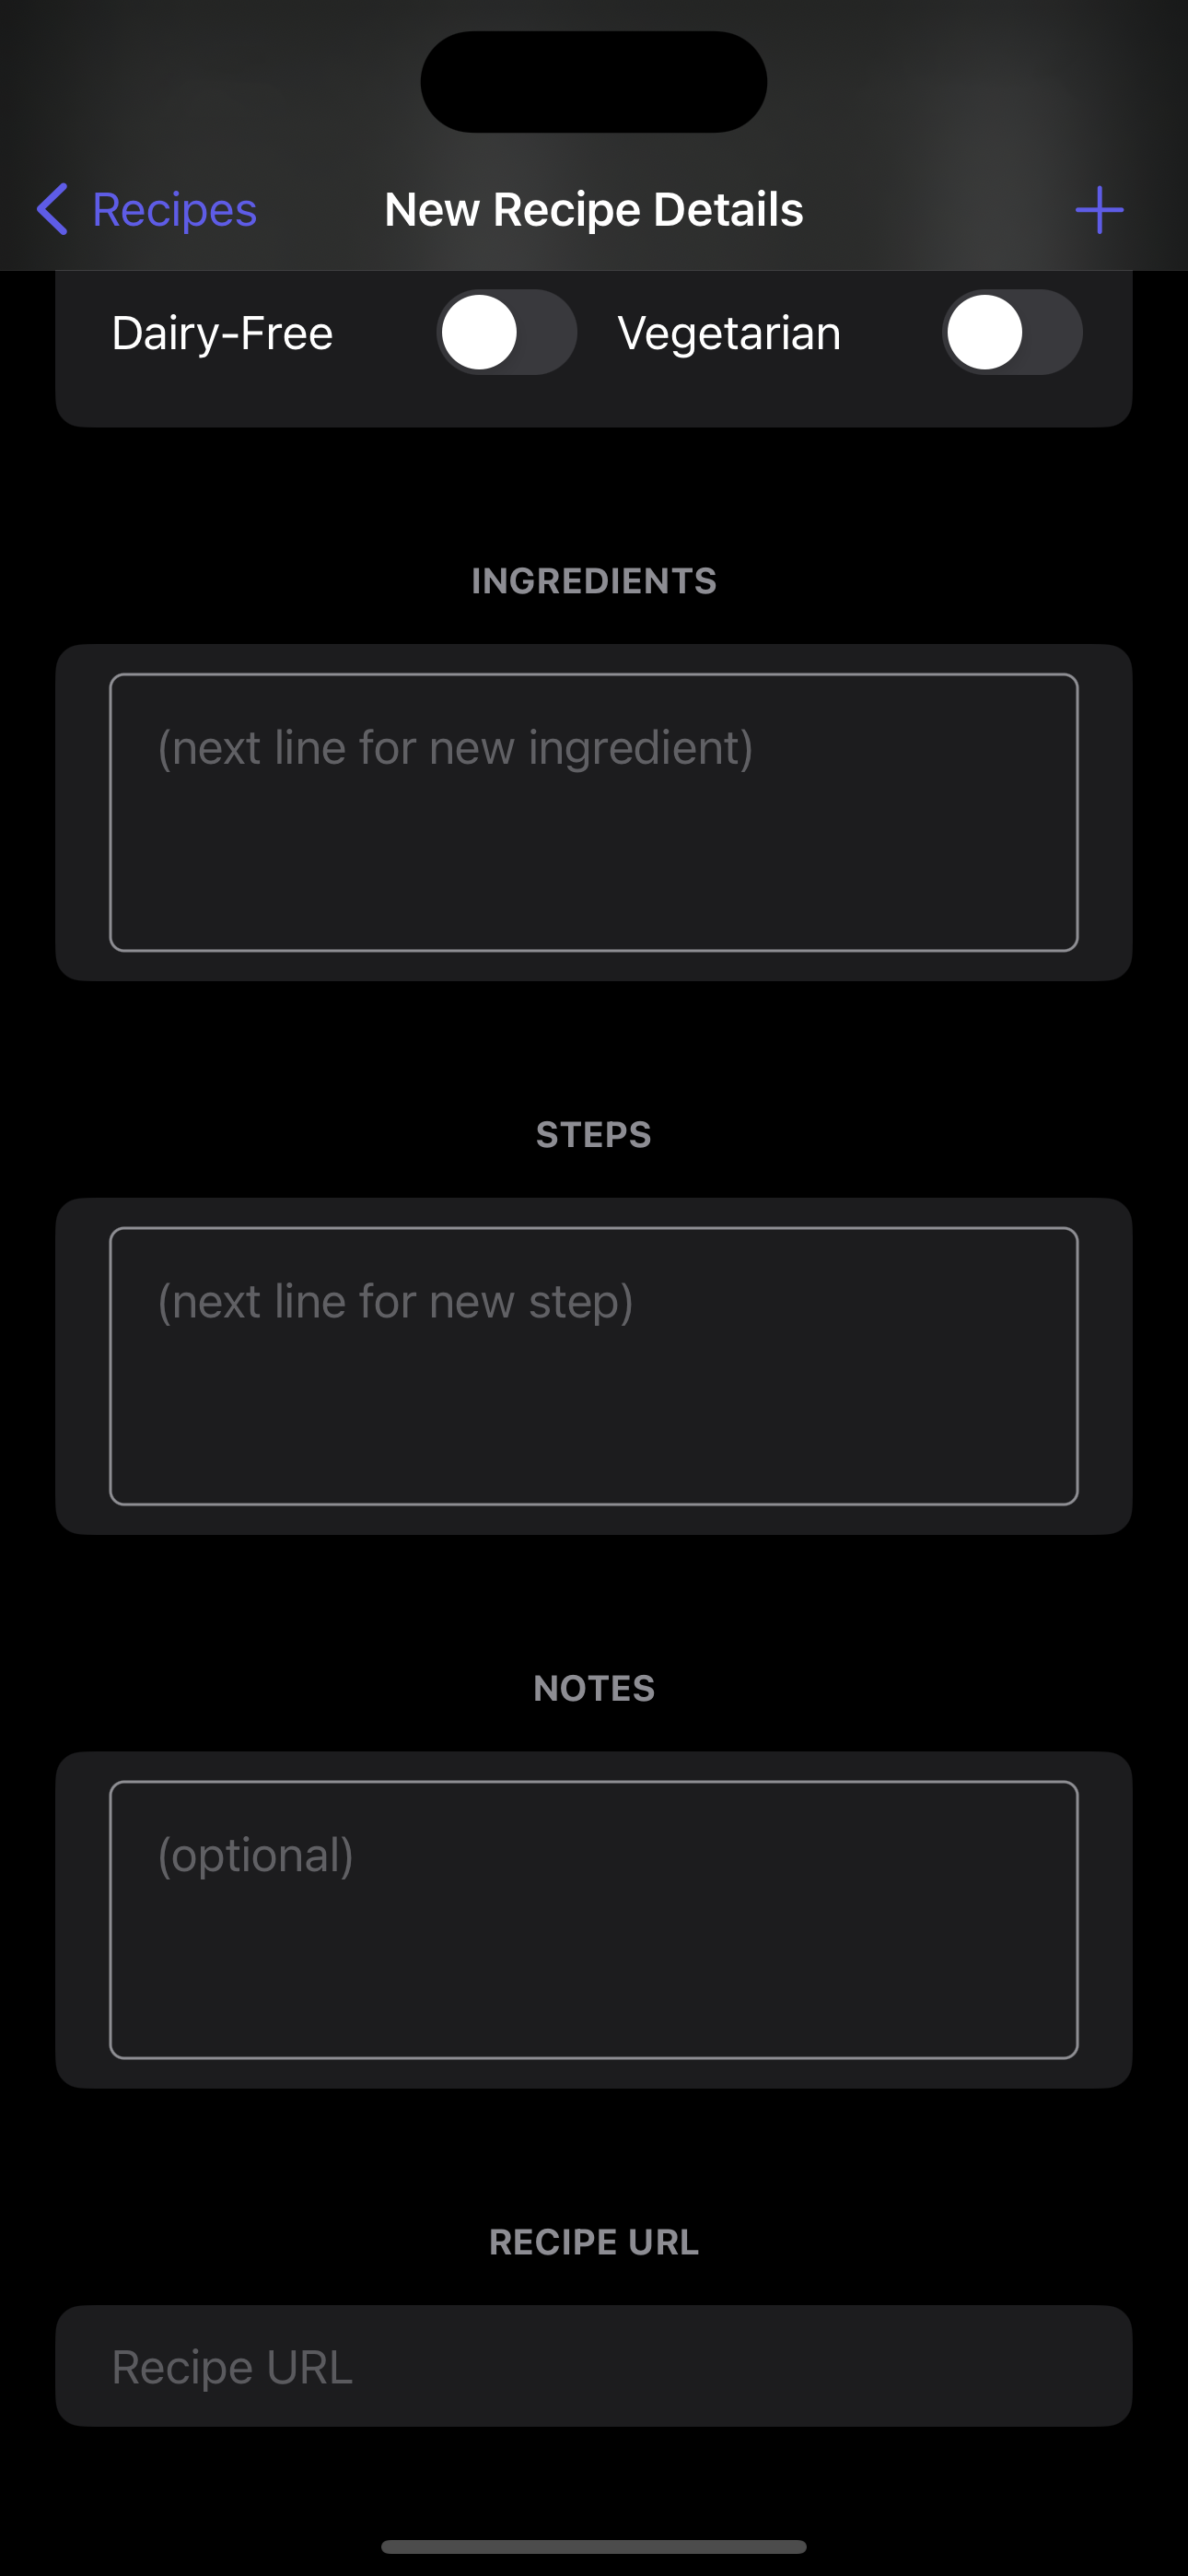 Recipes
New Recipe Details
Dairy-Free
Vegetarian
INGREDIENTS
(next line for new ingredient)
STEPS
(next line for new step)
NOTES
(optional)
RECIPE URL
Recipe URL